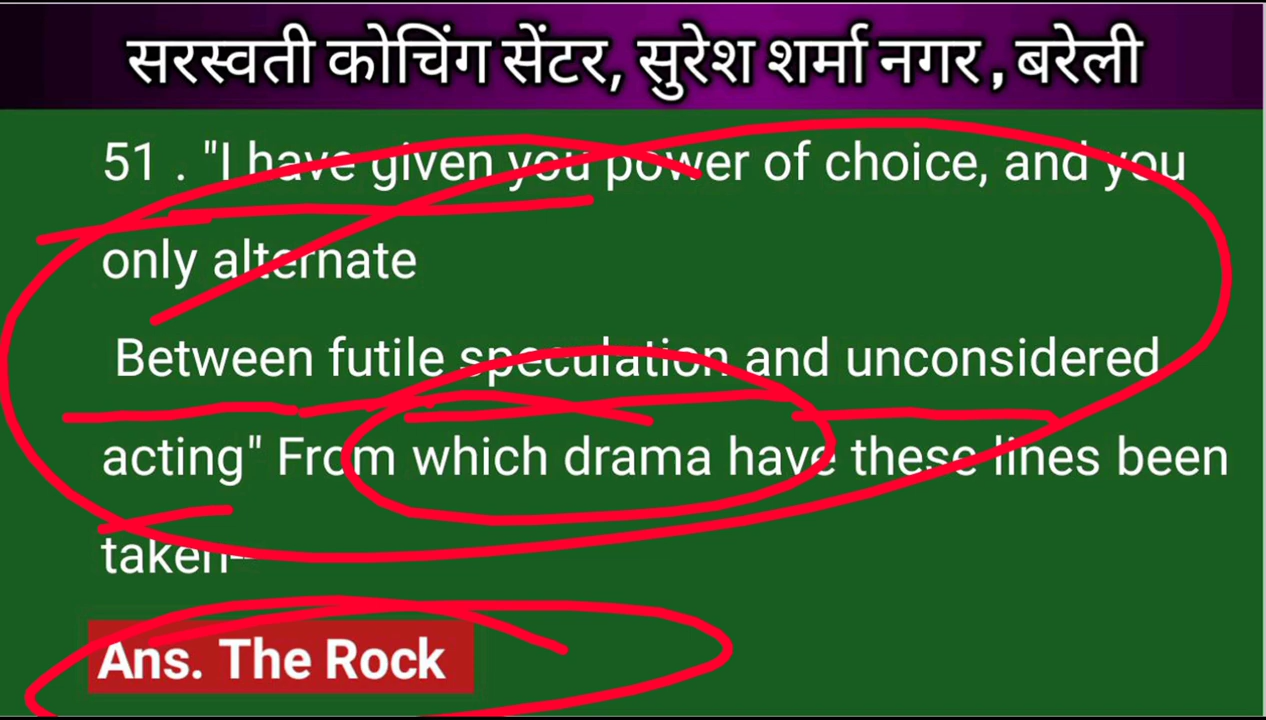 सरस्वती कोचिंग सेंटर, सुरेश शर्मा नगर , बरेली
51 . "I have given you power of choice, and you
only alternate
Between futile speculation and unconsidered
acting" From which drama have these lines been
taken--
Ans. The Rock